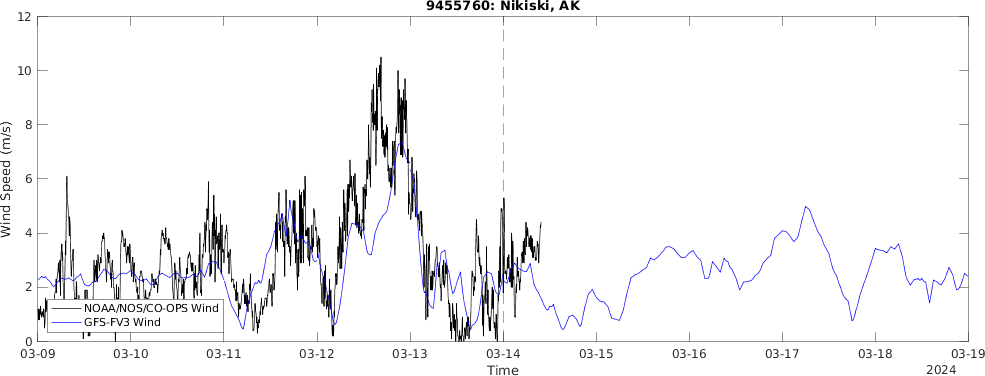 9455760: Nikiski, AK
Wind Speed (m/s)
12
10
8
6
4
2
0
NOAA/NOS/CO-OPS Wind
GFS-FV3 Wind
03-09 03-10 03-11 03-12 03-13 03-14 03-15 03-16 03-17 03-18 03-19
Time
2024